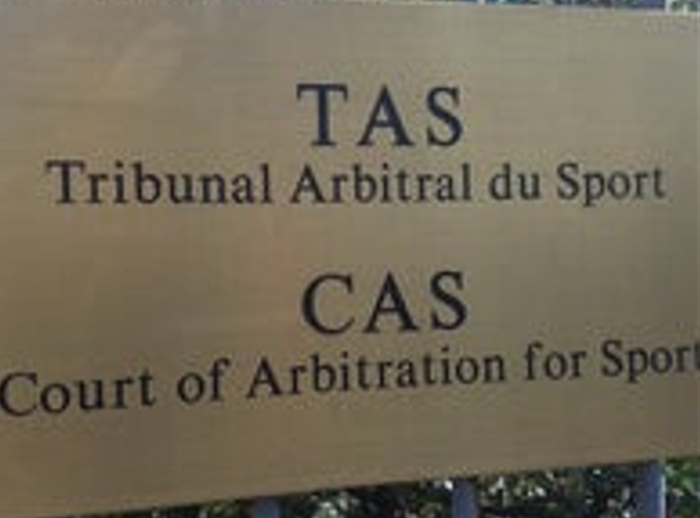 TAS
Tribunal Arbitral du Sport
CAS
Court of Arbitration for Sport